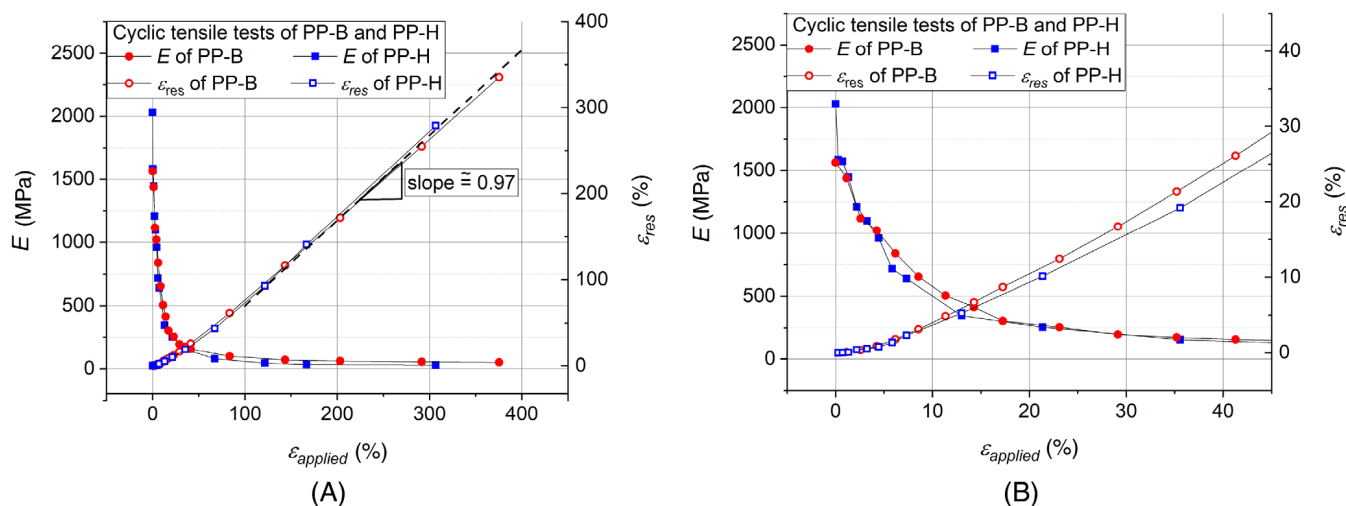 Cyclic tensile tests of PP-B and PP-H
E of PP-B E of PP-H
εres of PP-B εres of PP-H
2500
2000
1500
1000
500
0
E (MPa)
400
300
200
100
0
εres (%)
slope ≅ 0.97
0 100 200 300 400
εapplied (%)
(A)
Cyclic tensile tests of PP-B and PP-H
E of PP-B E of PP-H
εres of PP-B εres of PP-H
2500
2000
1500
1000
500
0
E (MPa)
40
30
20
10
0
εres (%)
0 10 20 30 40
εapplied (%)
(B)